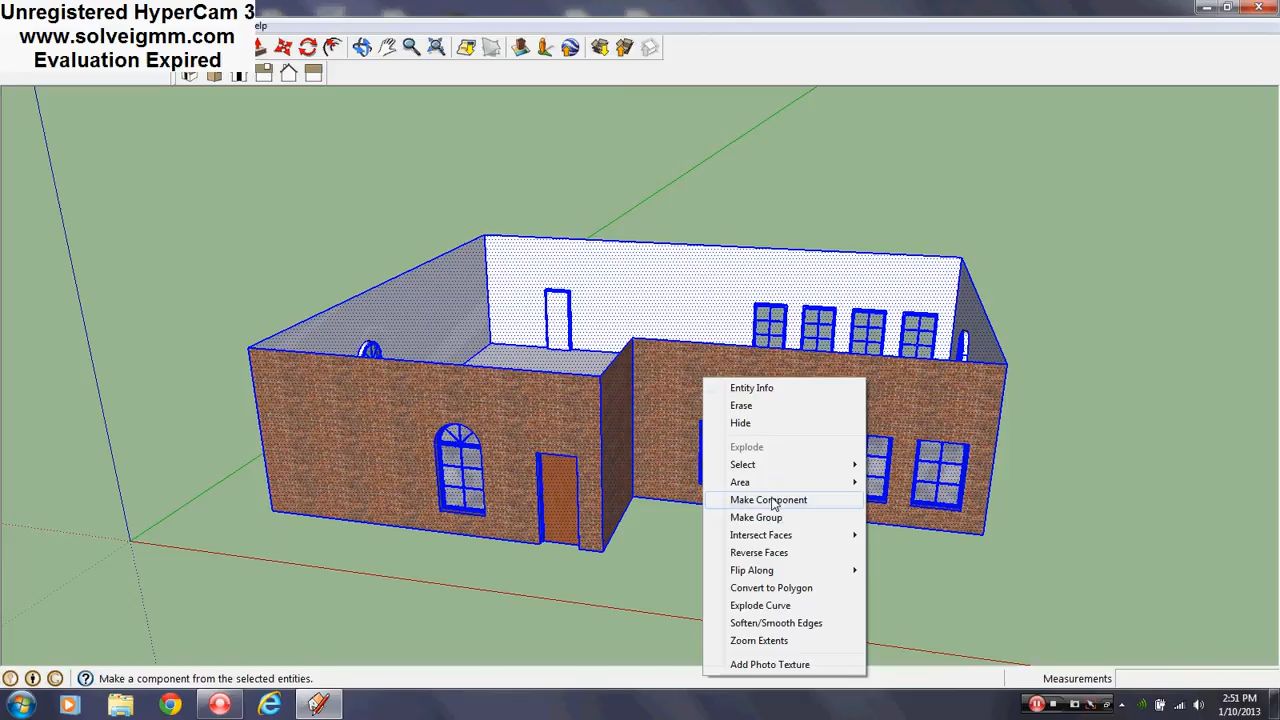 Unregistered HyperCam 3
www.solveigmm.com
Evaluation Expired
elp
Entity Info
Erase
Hide
Explode
Select
Area
Make Component
Make Group
Intersect Faces
Reverse Faces
Flip Along
Convert to Polygon
Explode Curve
Soften/Smooth Edges
Zoom Extents
Add Photo Texture
Make a component from the selected entities.
Measurements
2:51 PM
1/10/2013